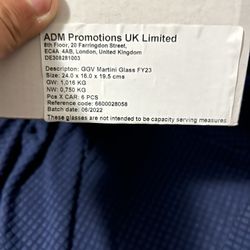 ADM Promotions UK Limited
8th Floor, 20 Farringdon Street,
EC4A 4AB, London, United Kingdom
DE308281003
Descripton: GGV Martini Glass FY23
Size: 24.0 x 16.0 x 19.5 cms
GW: 1,016 KG
NW: 0,750 KG
Pcs X CAR: 6 PCS
Reference code: 6600028058
Batch date: 06/2022
These glasses are not intended to be capacity serving measures